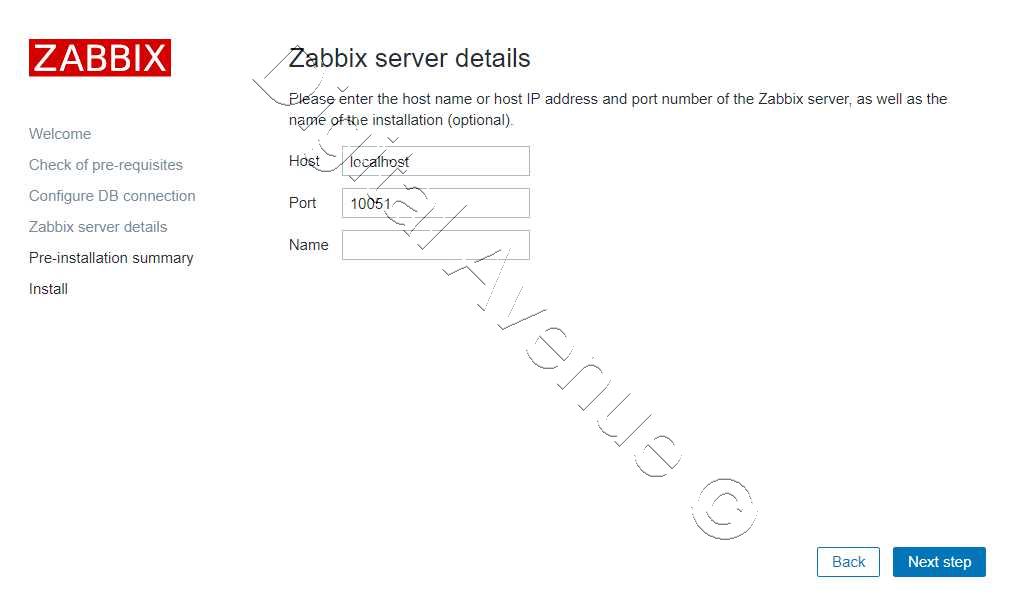 ZABBIX
Welcome
Check of pre-requisites
Configure DB connection
Zabbix server details
Pre-installation summary
Install
Zabbix server details
Please enter the host name or host IP address and port number of the Zabbix server, as well as the
name of the installation (optional).
Host localhost
Port 10051
Name
Back Next step
Digital Avenue ©